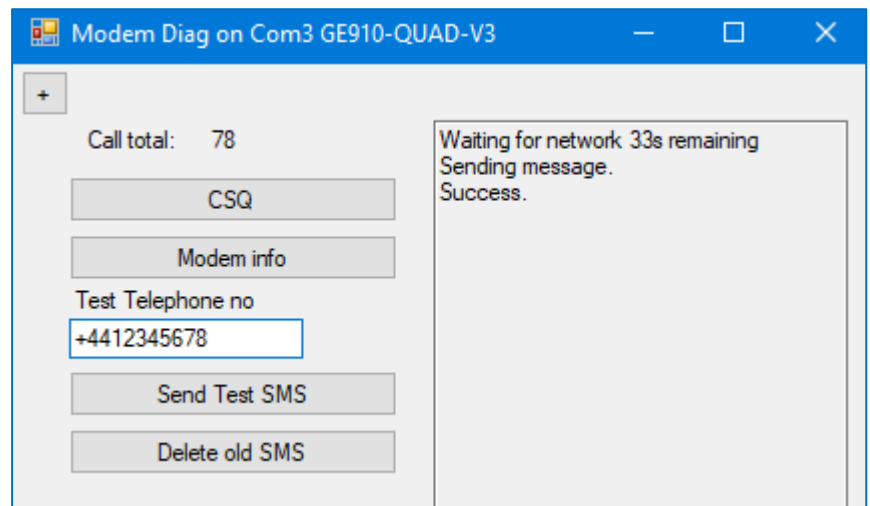 Modem Diag on Com3 GE910-QUAD-V3
+
Call total: 78
CSQ
Modem info
Test Telephone no
+4412345678
Send Test SMS
Delete old SMS
Waiting for network 33s remaining
Sending message.
Success.